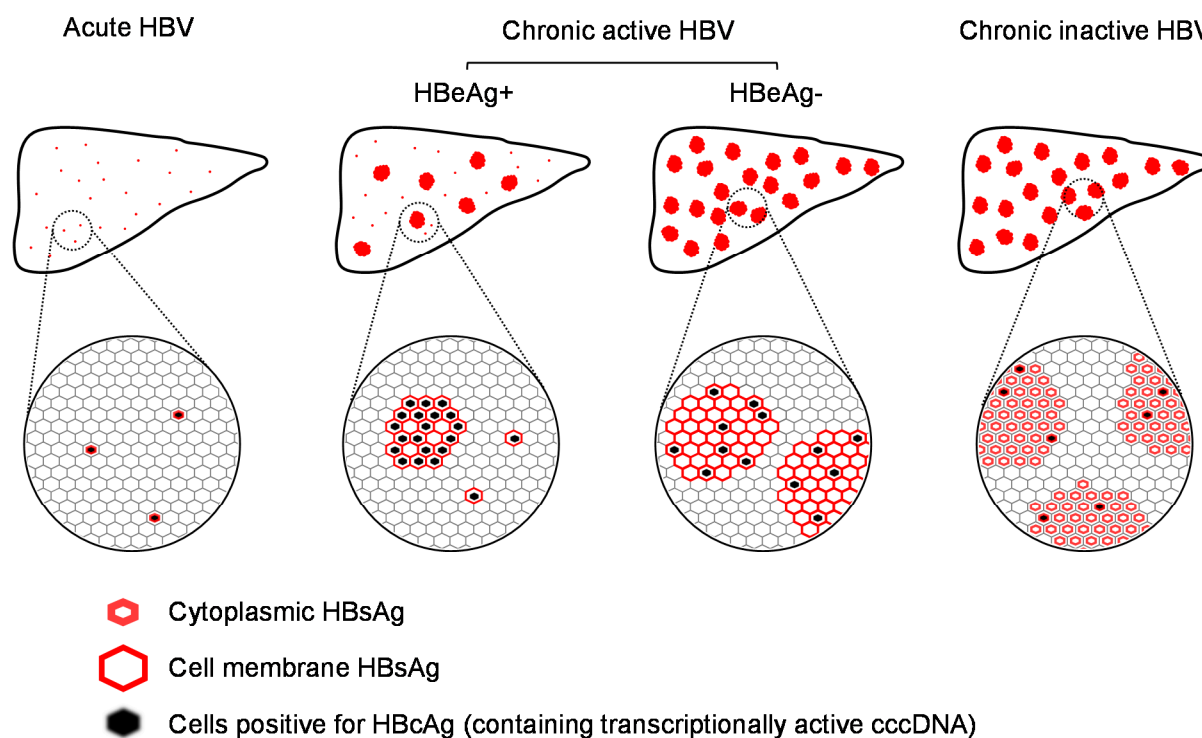 Acute HBV
Chronic active HBV
Chronic inactive HBV
HBeAg+
HBeAg-
Cytoplasmic HBsAg
Cell membrane HBsAg
Cells positive for HBcAg (containing transcriptionally active cccDNA)